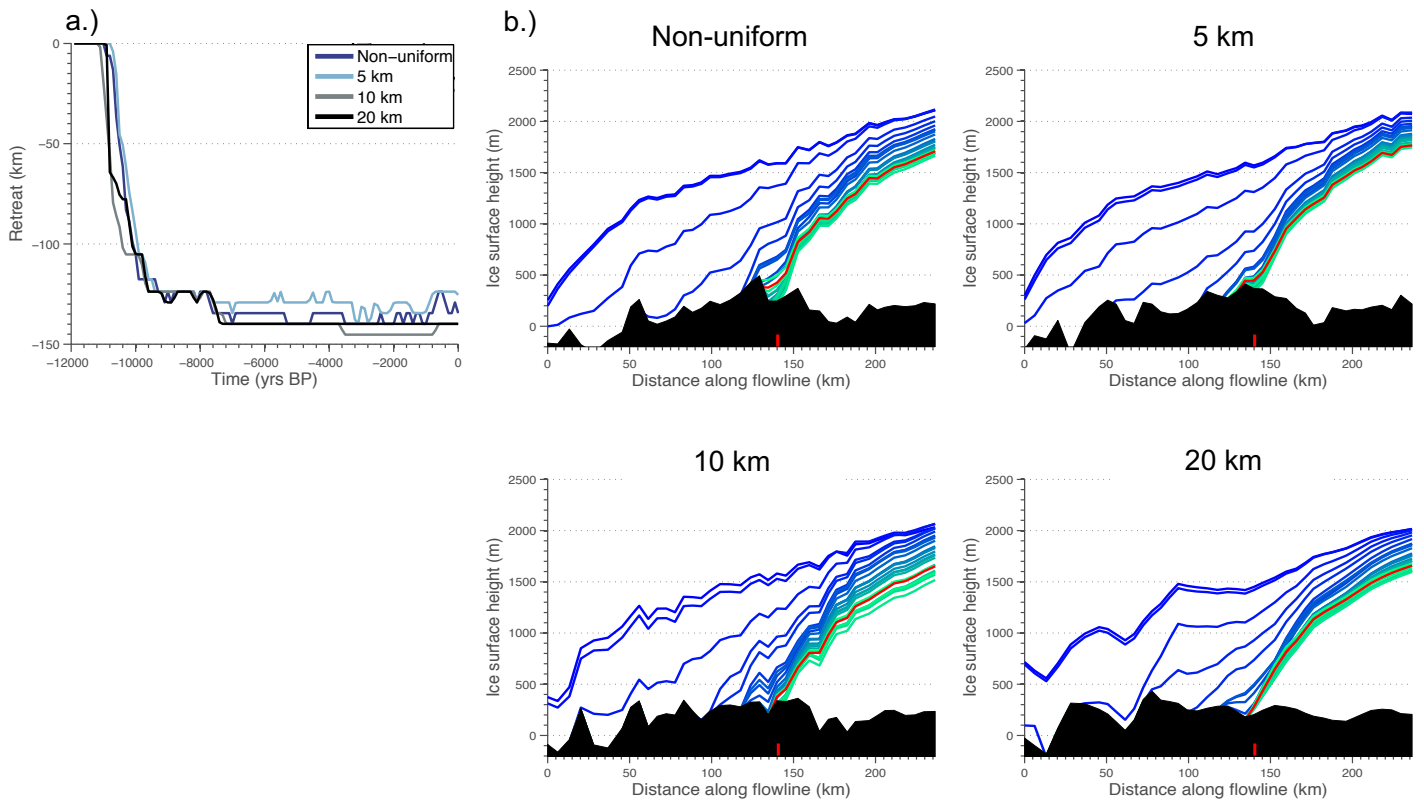 a.)
0
−50
−100
−150
Retreat (km)
−12000 −10000 −8000 −6000 −4000 −2000 0
Time (yrs BP)
Non−uniform
5 km
10 km
20 km
b.)
Non-uniform
2500
2000
1500
1000
500
0
Ice surface height (m)
0 50 100 150 200
Distance along flowline (km)
5 km
2500
2000
1500
1000
500
0
Ice surface height (m)
0 50 100 150 200
Distance along flowline (km)
10 km
2500
2000
1500
1000
500
0
Ice surface height (m)
0 50 100 150 200
Distance along flowline (km)
20 km
2500
2000
1500
1000
500
0
Ice surface height (m)
0 50 100 150 200
Distance along flowline (km)